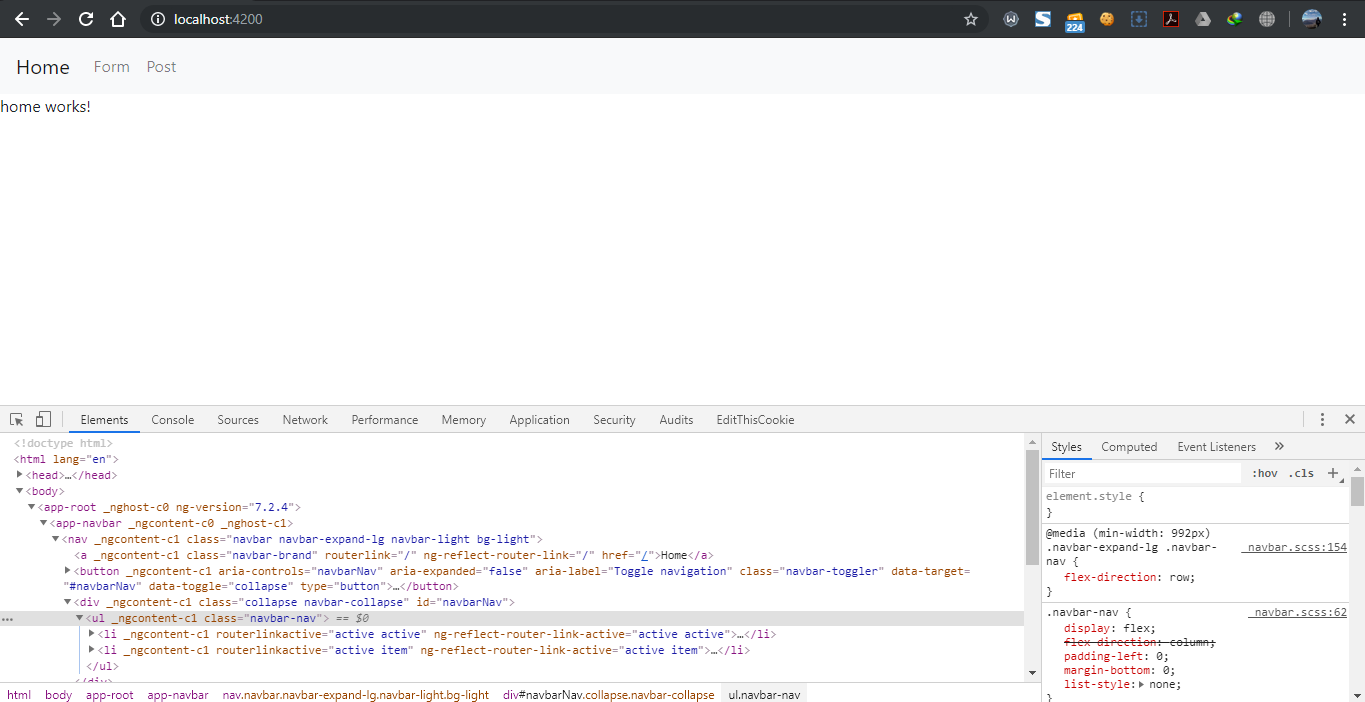 localhost:4200
224
Home Form Post
home works!
Elements Console Sources Network Performance Memory Application Security Audits EditThisCookie
<!doctype html>
<html lang="en">
<head>…</head>
<body>
<app-root _nghost-c0 ng-version="7.2.4">
<app-navbar _ngcontent-c0 _nghost-c1>
<nav _ngcontent-c1 class="navbar navbar-expand-lg navbar-light bg-light">
<a _ngcontent-c1 class="navbar-brand" routerlink="/" ng-reflect-router-link="/" href="/">Home</a>
<button _ngcontent-c1 aria-controls="navbarNav" aria-expanded="false" aria-label="Toggle navigation" class="navbar-toggler" data-target=
"#navbarNav" data-toggle="collapse" type="button">…</button>
<div _ngcontent-c1 class="collapse navbar-collapse" id="navbarNav">
… <ul _ngcontent-c1 class="navbar-nav"> == $0
<li _ngcontent-c1 routerlinkactive="active active" ng-reflect-router-link-active="active active">…</li>
<li _ngcontent-c1 routerlinkactive="active item" ng-reflect-router-link-active="active item">…</li>
</ul>
</div>
html body app-root app-navbar nav.navbar.navbar-expand-lg.navbar-light.bg-light div#navbarNav.collapse.navbar-collapse ul.navbar-nav
Styles Computed Event Listeners »
Filter :hov .cls +
element.style {
}
@media (min-width: 992px)
.navbar-expand-lg .navbar- _navbar.scss:154
nav {
flex-direction: row;
}
.navbar-nav { _navbar.scss:62
display: flex;
flex-direction: column;
padding-left: 0;
margin-bottom: 0;
list-style: none;
}